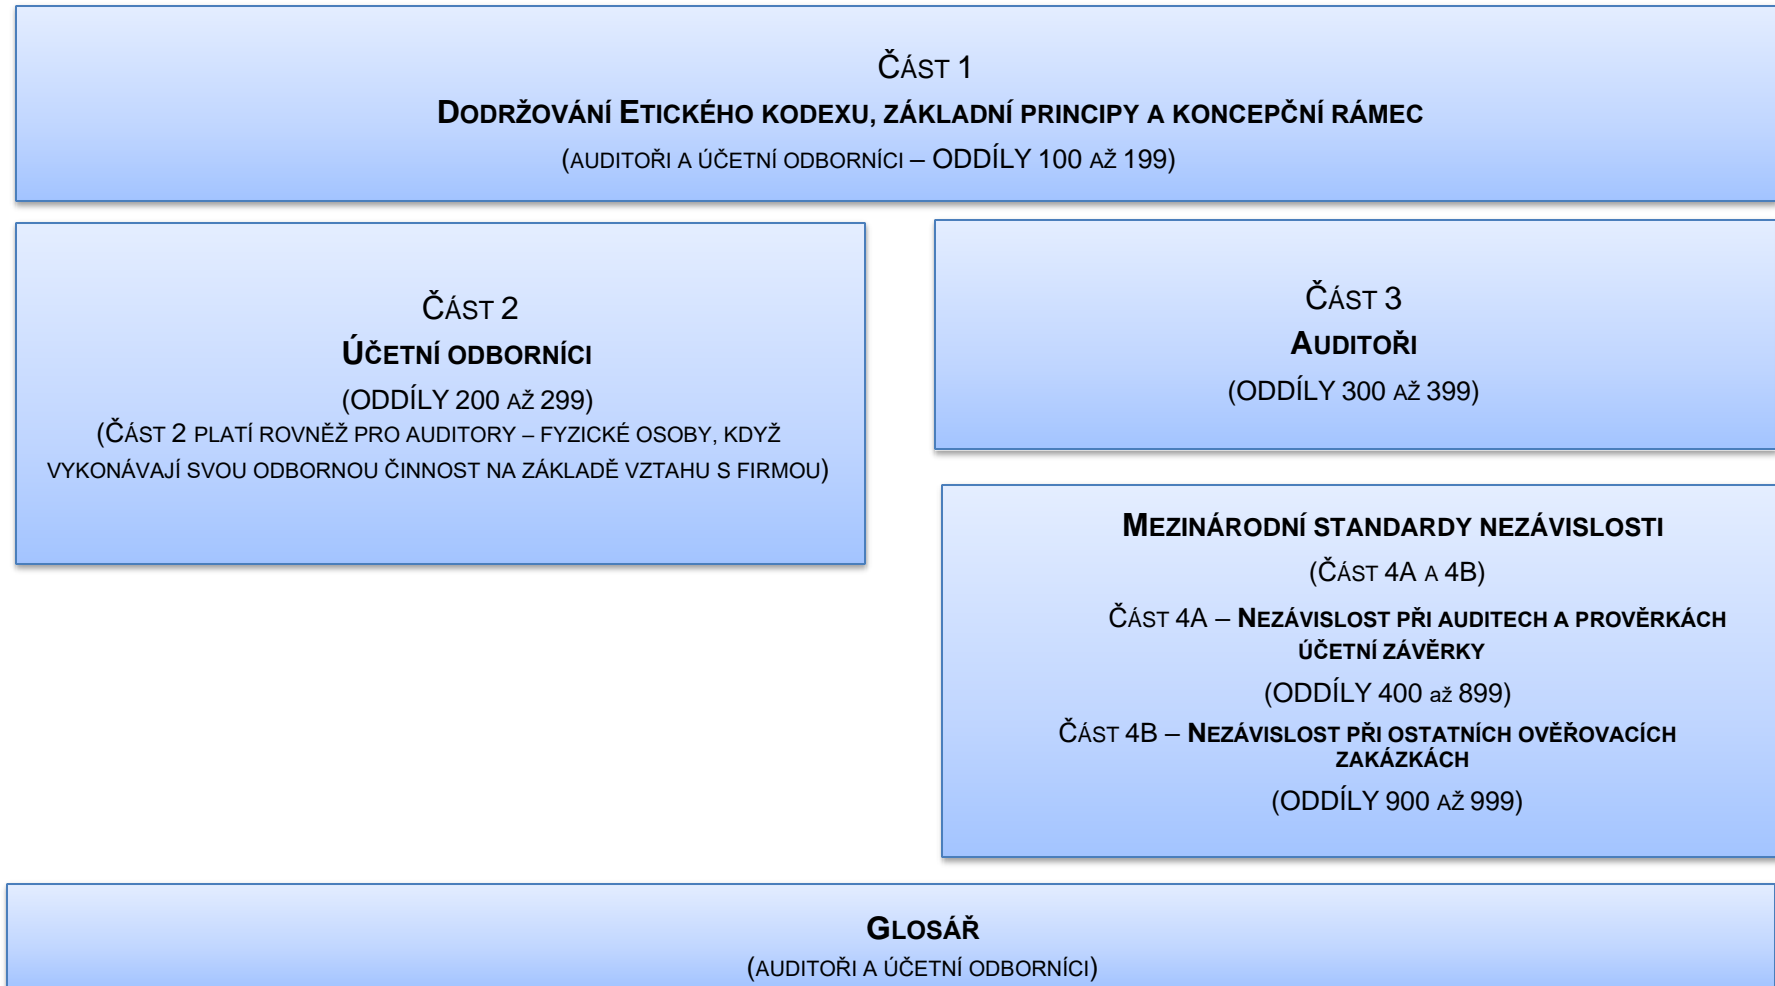 ČÁST 1
DODRŽOVÁNÍ ETICKÉHO KODEXU, ZÁKLADNÍ PRINCIPY A KONCEPČNÍ RÁMEC
(AUDITOŘI A ÚČETNÍ ODBORNÍCI – ODDÍLY 100 AŽ 199)
ČÁST 2
ÚČETNÍ ODBORNÍCI
(ODDÍLY 200 AŽ 299)
(ČÁST 2 PLATÍ ROVNĚŽ PRO AUDITORY – FYZICKÉ OSOBY, KDYŽ
VYKONÁVAJÍ SVOU ODBORNOU ČINNOST NA ZÁKLADĚ VZTAHU S FIRMOU)
ČÁST 3
AUDITOŘI
(ODDÍLY 300 AŽ 399)
MEZINÁRODNÍ STANDARDY NEZÁVISLOSTI
(ČÁST 4A A 4B)
ČÁST 4A – NEZÁVISLOST PŘI AUDITECH A PROVĚRKÁCH
ÚČETNÍ ZÁVĚRKY
(ODDÍLY 400 až 899)
ČÁST 4B – NEZÁVISLOST PŘI OSTATNÍCH OVĚŘOVACÍCH
ZAKÁZKÁCH
(ODDÍLY 900 AŽ 999)
GLOSÁŘ
(AUDITOŘI A ÚČETNÍ ODBORNÍCI)